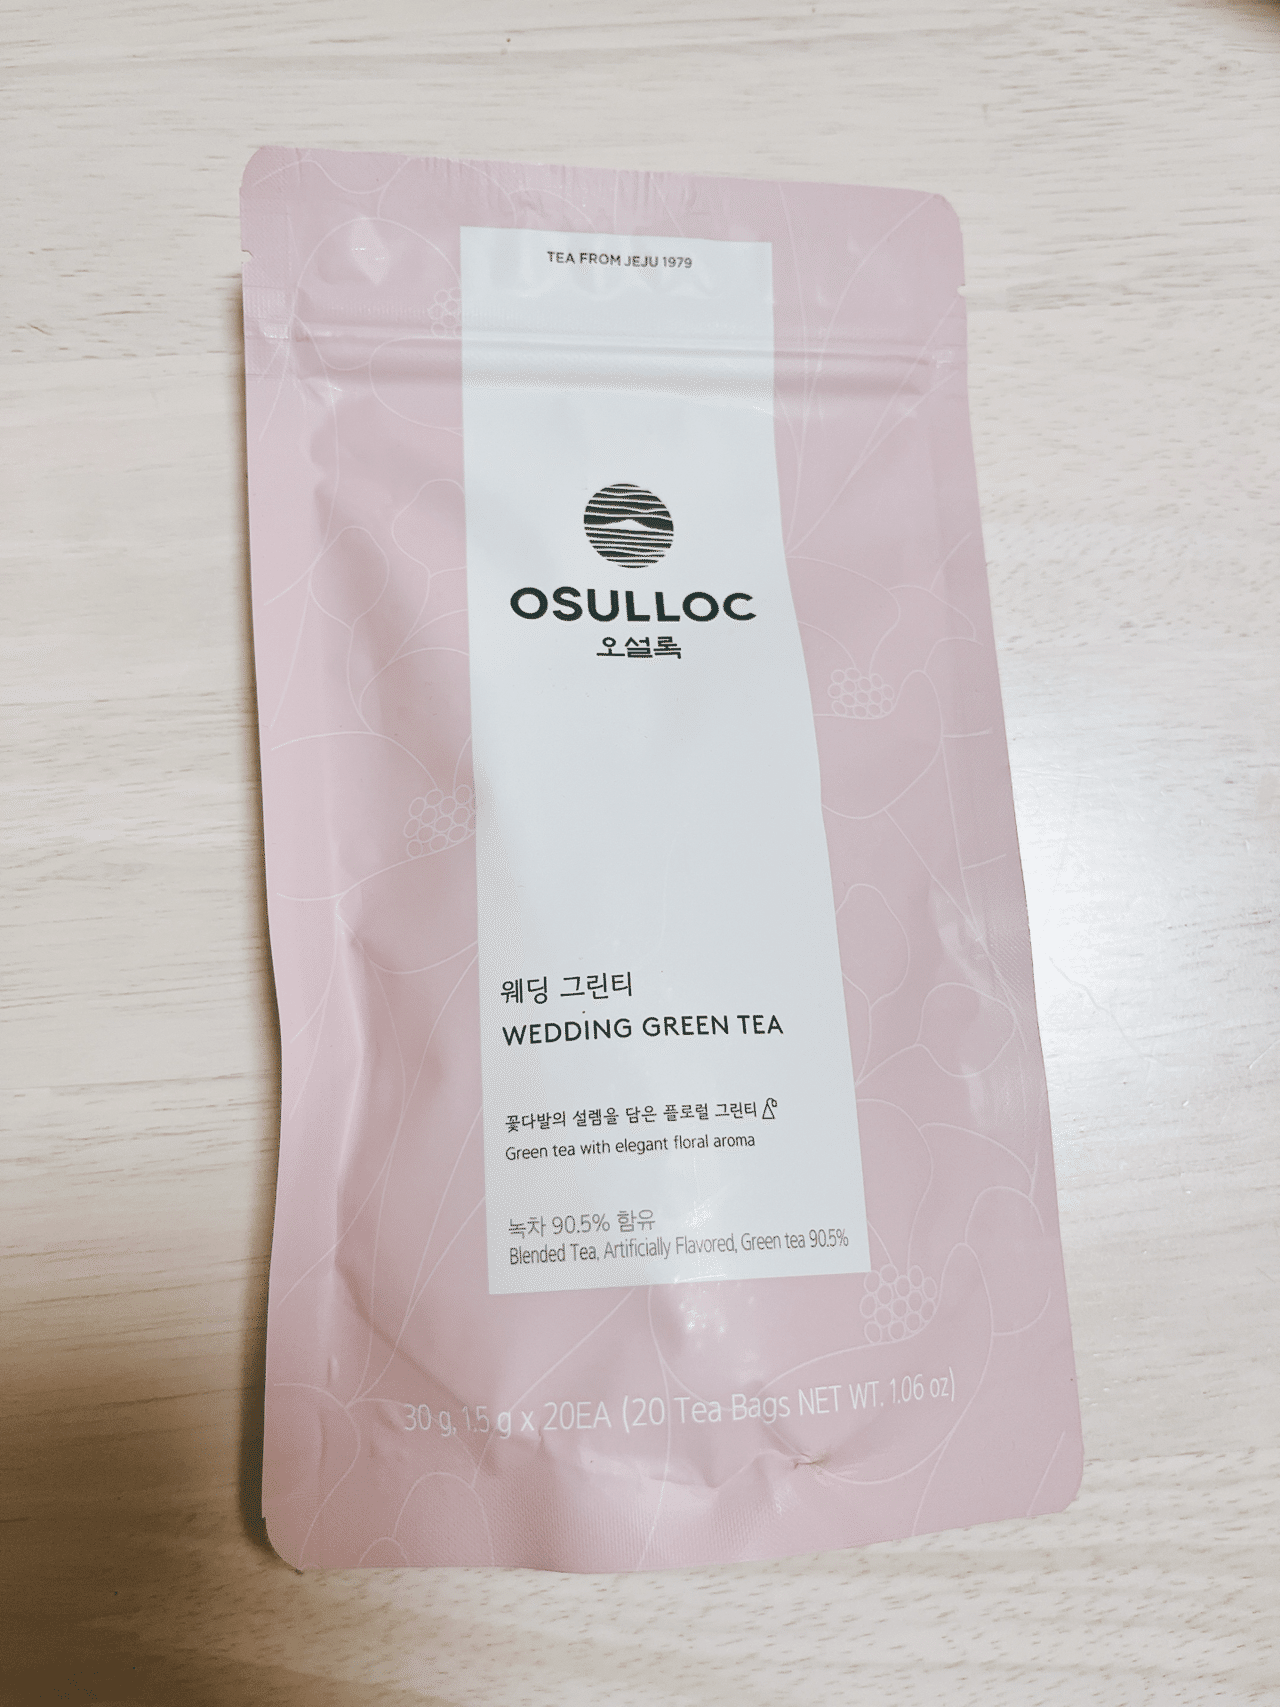 TEA FROM JEJU 1979
OSULLOC
오설록
웨딩 그린티
WEDDING GREEN TEA
꽃다발의 설렘을 담은 플로럴 그린티
Green tea with elegant floral aroma
녹차 90.5% 함유
Blended Tea, Artificially Flavored, Green tea 90.5%
30 g, 1.5 g x 20EA (20 Tea Bags NET WT. 1.06 oz)